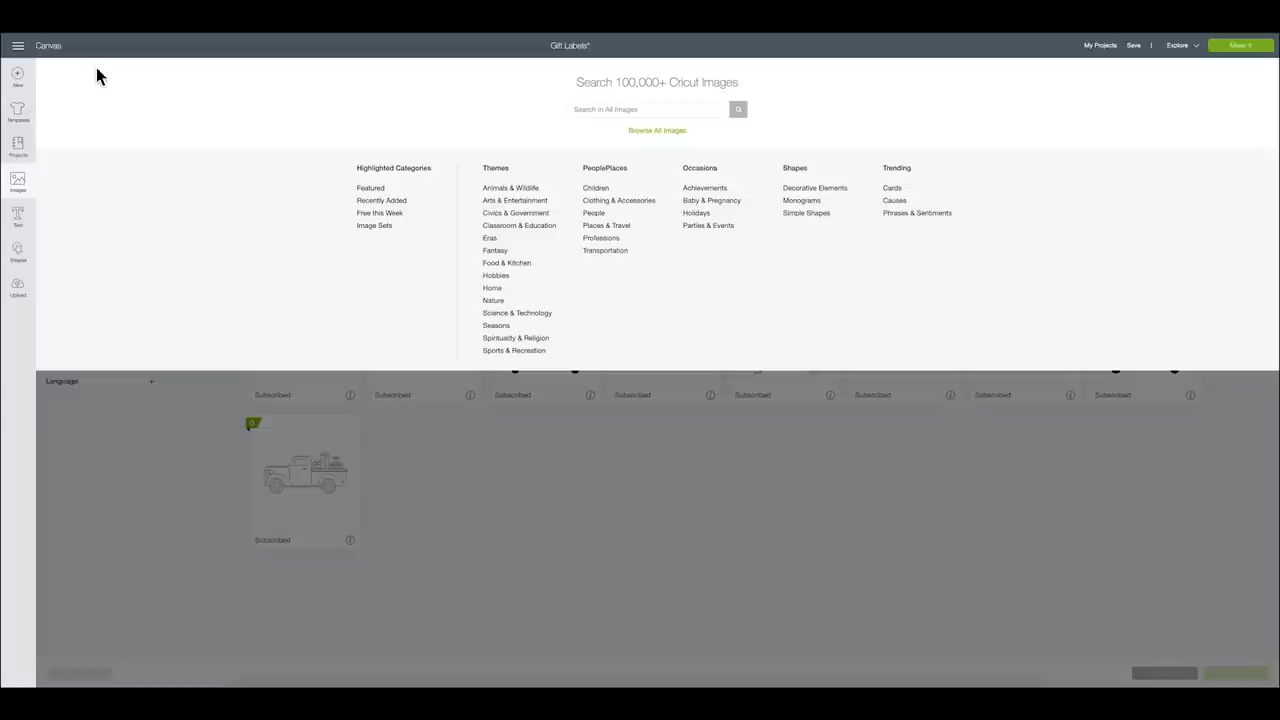 Canvas
Gift Labels*
My Projects
Save
Explore
Make It
New
Templates
Projects
Images
Text
Shapes
Upload
Search 100,000+ Cricut Images
Search in All Images
Browse All Images
Highlighted Categories
Featured
Recently Added
Free this Week
Image Sets
Themes
Animals & Wildlife
Arts & Entertainment
Civics & Government
Classroom & Education
Eras
Fantasy
Food & Kitchen
Hobbies
Home
Nature
Science & Technology
Seasons
Spirituality & Religion
Sports & Recreation
PeoplePlaces
Children
Clothing & Accessories
People
Places & Travel
Professions
Transportation
Occasions
Achievements
Baby & Pregnancy
Holidays
Parties & Events
Shapes
Decorative Elements
Monograms
Simple Shapes
Trending
Cards
Causes
Phrases & Sentiments
Language +
Subscribed
Subscribed
Subscribed
Subscribed
Subscribed
Subscribed
Subscribed
Subscribed
Subscribed